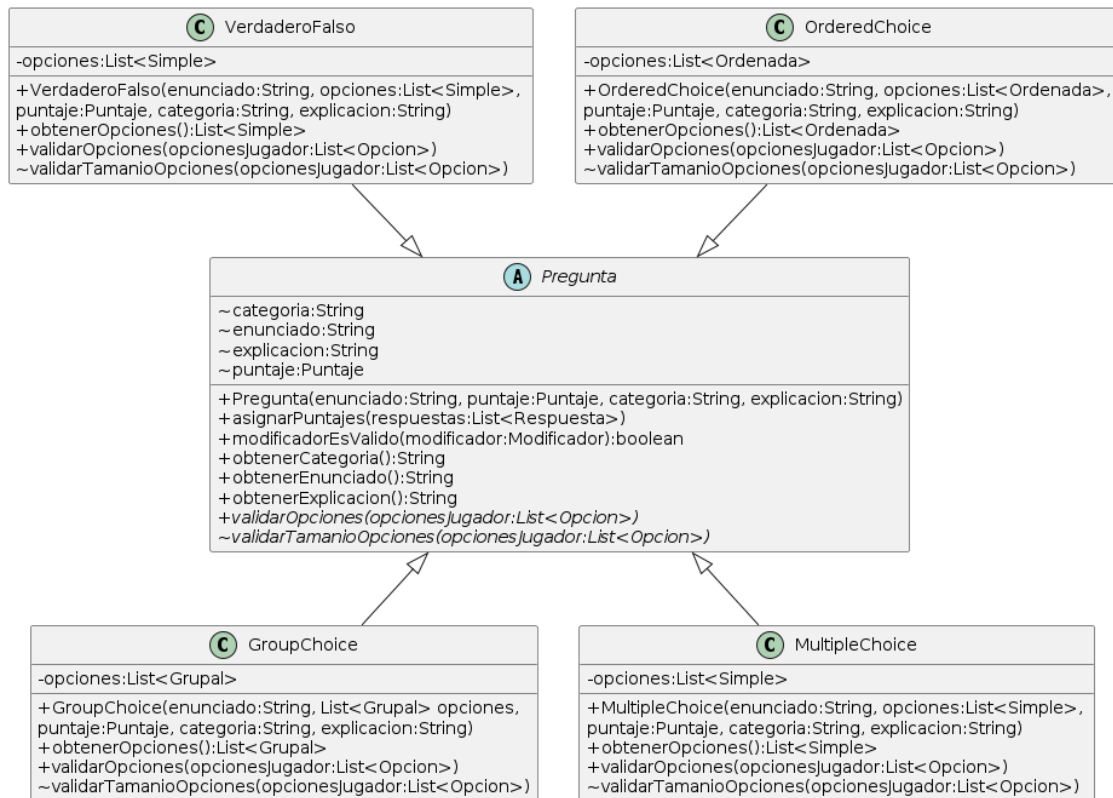 C VerdaderoFalso
-opciones:List<Simple>
+VerdaderoFalso(enunciado:String, opciones:List<Simple>,
puntaje:Puntaje, categoria:String, explicacion:String)
+obtenerOpciones():List<Simple>
+validarOpciones(opcionesJugador:List<Opcion>)
~validarTamanioOpciones(opcionesJugador:List<Opcion>)
C OrderedChoice
-opciones:List<Ordenada>
+OrderedChoice(enunciado:String, opciones:List<Ordenada>,
puntaje:Puntaje, categoria:String, explicacion:String)
+obtenerOpciones():List<Ordenada>
+validarOpciones(opcionesJugador:List<Opcion>)
~validarTamanioOpciones(opcionesJugador:List<Opcion>)
A Pregunta
~categoria:String
~enunciado:String
~explicacion:String
~puntaje:Puntaje
+Pregunta(enunciado:String, puntaje:Puntaje, categoria:String, explicacion:String)
+asignarPuntajes(respuestas:List<Respuesta>)
+modificadorEsValido(modificador:Modificador):boolean
+obtenerCategoria():String
+obtenerEnunciado():String
+obtenerExplicacion():String
+validarOpciones(opcionesJugador:List<Opcion>)
~validarTamanioOpciones(opcionesJugador:List<Opcion>)
C GroupChoice
-opciones:List<Grupal>
+GroupChoice(enunciado:String, List<Grupal> opciones,
puntaje:Puntaje, categoria:String, explicacion:String)
+obtenerOpciones():List<Grupal>
+validarOpciones(opcionesJugador:List<Opcion>)
~validarTamanioOpciones(opcionesJugador:List<Opcion>)
C MultipleChoice
-opciones:List<Simple>
+MultipleChoice(enunciado:String, opciones:List<Simple>,
puntaje:Puntaje, categoria:String, explicacion:String)
+obtenerOpciones():List<Simple>
+validarOpciones(opcionesJugador:List<Opcion>)
~validarTamanioOpciones(opcionesJugador:List<Opcion>)